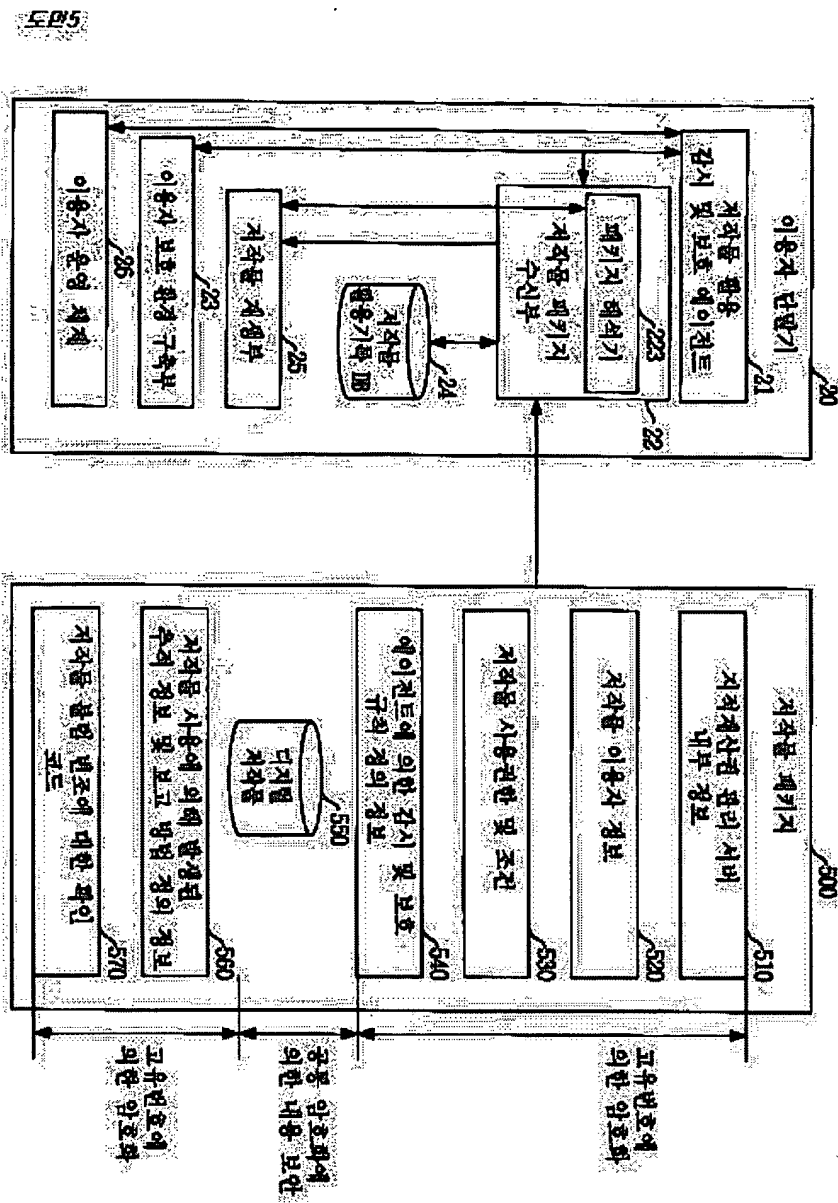 도면5
이용자 단말기
20
저작물 활용
감시 및 보호 에이전트
21
패키지 해석기
223
저작물 패키지
수신부
22
저작물
활용기록 DB
24
저작물 재생부
25
이용자 보호 환경 구축부
23
이용자 운영 체제
26
저작물 패키지
500
지적재산권 관리 서버
내부 정보
510
저작물 이용자 정보
520
저작물 사용권한 및 조건
530
에이전트에 의한 감시 및 보호
규칙 정의 정보
540
디지털
저작물
550
저작물 사용에 의해 발생된
추적 정보 및 보고 방법 정의 정보
560
저작물 불법 변조에 대한 확인
코드
570
고유번호에
의한 암호화
공통 암호화에
의한 내용 보안
고유번호에
의한 암호화